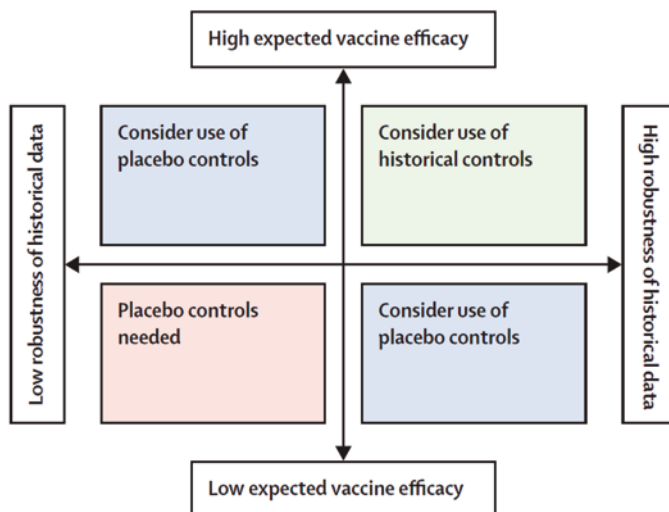 High expected vaccine efficacy
Low robustness of historical data
Consider use of
placebo controls
Consider use of
historical controls
High robustness of historical data
Placebo controls
needed
Consider use of
placebo controls
Low expected vaccine efficacy